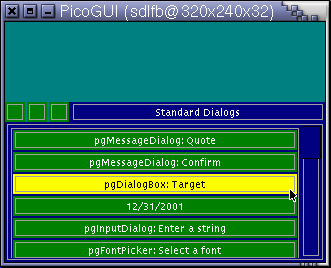 PicoGUI (sdlfb@320x240x32)
Standard Dialogs
pgMessageDialog: Quote
pgMessageDialog: Confirm
pgDialogBox: Target
12/31/2001
pgInputDialog: Enter a string
pgFontPicker: Select a font